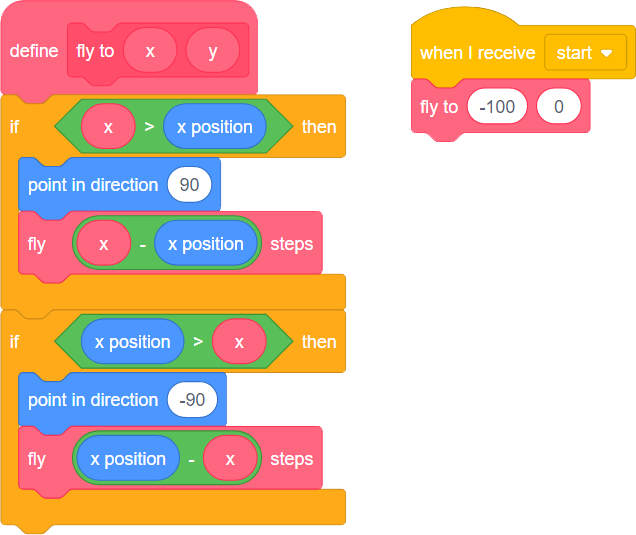 define fly to x y
if x > x position then
point in direction 90
fly x - x position steps
if x position > x then
point in direction -90
fly x position - x steps
when I receive start
fly to -100 0